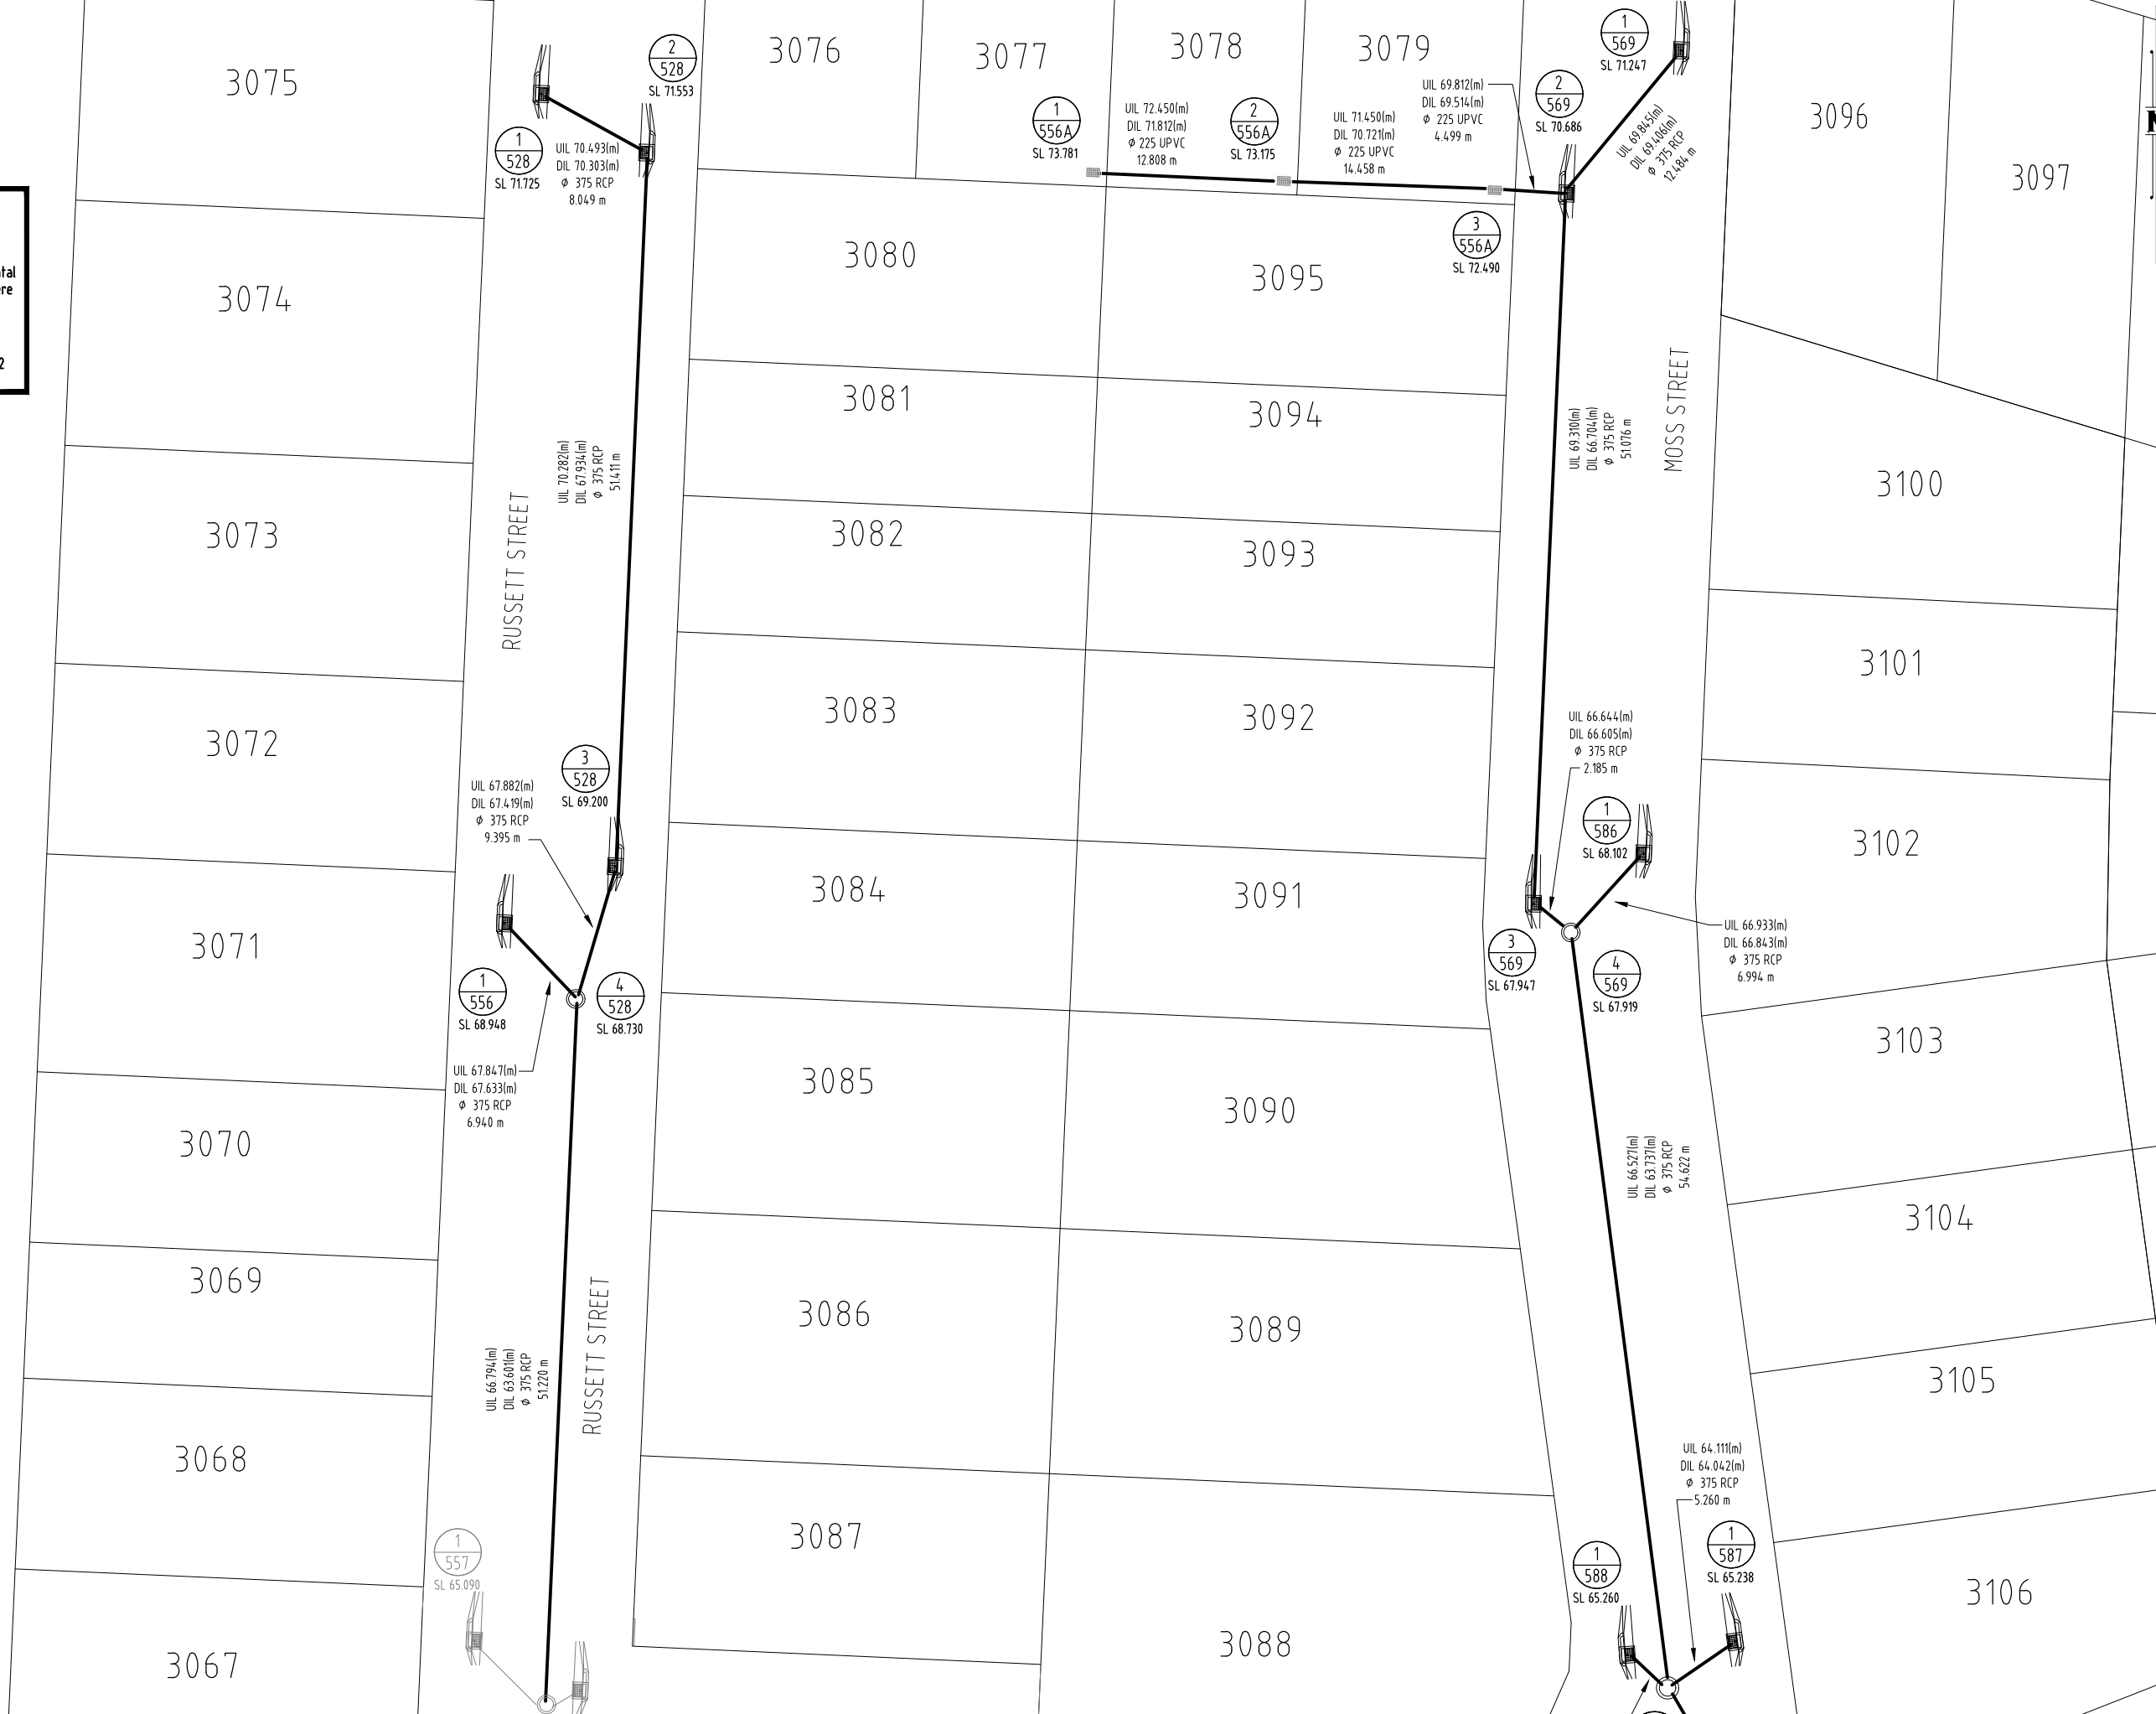 3075
3074
3073
3072
3071
3070
3069
3068
3067
RUSSETT STREET
RUSSETT STREET
1
528
SL 71.725
UIL 70.493(m)
DIL 70.303(m)
ϕ 375 RCP
8.049 m
2
528
SL 71.553
UIL 70.282(m)
DIL 67.934(m)
ϕ 375 RCP
51.411 m
3
528
SL 69.200
UIL 67.882(m)
DIL 67.419(m)
ϕ 375 RCP
9.395 m
1
556
SL 68.948
4
528
SL 68.730
UIL 67.847(m)
DIL 67.633(m)
ϕ 375 RCP
6.940 m
UIL 66.794(m)
DIL 63.601(m)
ϕ 375 RCP
51.220 m
1
557
SL 65.090
3076
3077
3078
3079
1
556A
SL 73.781
UIL 72.450(m)
DIL 71.812(m)
ϕ 225 UPVC
12.808 m
2
556A
SL 73.175
UIL 71.450(m)
DIL 70.721(m)
ϕ 225 UPVC
14.458 m
UIL 69.812(m)
DIL 69.514(m)
ϕ 225 UPVC
4.499 m
3
556A
SL 72.490
2
569
SL 70.686
1
569
SL 71.247
UIL 69.845(m)
DIL 69.406(m)
ϕ 375 RCP
12.484 m
3080
3095
3081
3094
3082
3093
3083
3092
3084
3091
3085
3090
3086
3089
3087
3088
MOSS STREET
UIL 69.310(m)
DIL 66.704(m)
ϕ 375 RCP
51.076 m
UIL 66.644(m)
DIL 66.605(m)
ϕ 375 RCP
2.185 m
1
586
SL 68.102
3
569
SL 67.947
4
569
SL 67.919
UIL 66.933(m)
DIL 66.843(m)
ϕ 375 RCP
6.994 m
UIL 66.527(m)
DIL 63.737(m)
ϕ 375 RCP
54.622 m
UIL 64.111(m)
DIL 64.042(m)
ϕ 375 RCP
5.260 m
1
588
SL 65.260
1
587
SL 65.238
3096
3097
3100
3101
3102
3103
3104
3105
3106